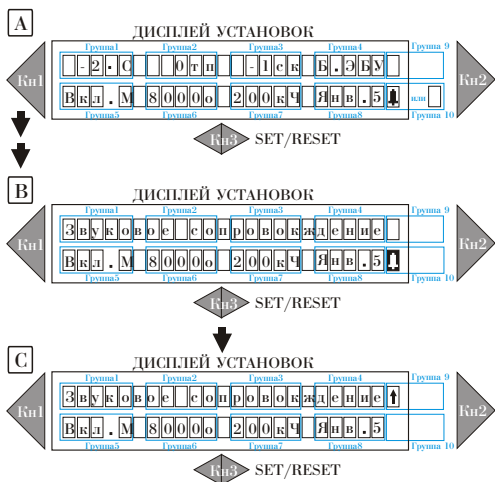 A
ДИСПЛЕЙ УСТАНОВОК
Группа1 Группа2 Группа3 Группа4 Группа 9
-2.С 0тп -1ск Б.ЭБУ
Кн1 Кн2
Вкл.М 8000о 200кЧ Янв.5 или
Группа5 Группа6 Группа7 Группа8 Группа 10
Кн3 SET/RESET
B
ДИСПЛЕЙ УСТАНОВОК
Группа1 Группа2 Группа3 Группа4 Группа 9
Звуковое сопровокждение
Кн1 Кн2
Вкл.М 8000о 200кЧ Янв.5
Группа5 Группа6 Группа7 Группа8 Группа 10
Кн3 SET/RESET
C
ДИСПЛЕЙ УСТАНОВОК
Группа1 Группа2 Группа3 Группа4 Группа 9
Звуковое сопровокждение ↑
Кн1 Кн2
Вкл.М 8000о 200кЧ Янв.5
Группа5 Группа6 Группа7 Группа8 Группа 10
Кн3 SET/RESET